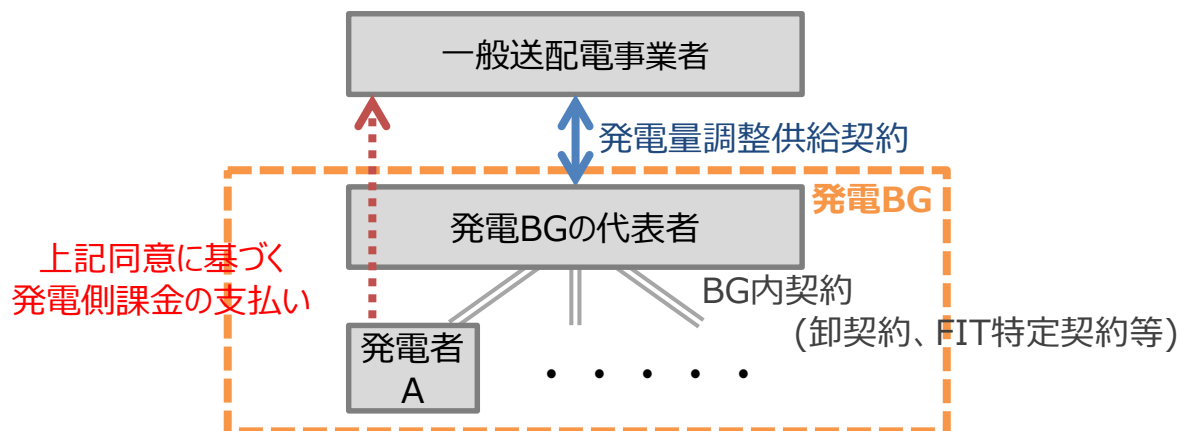 一般送配電事業者
発電量調整供給契約
発電BG
発電BGの代表者
上記同意に基づく
発電側課金の支払い
BG内契約
(卸契約、FIT特定契約等)
発電者
A
・・・・・